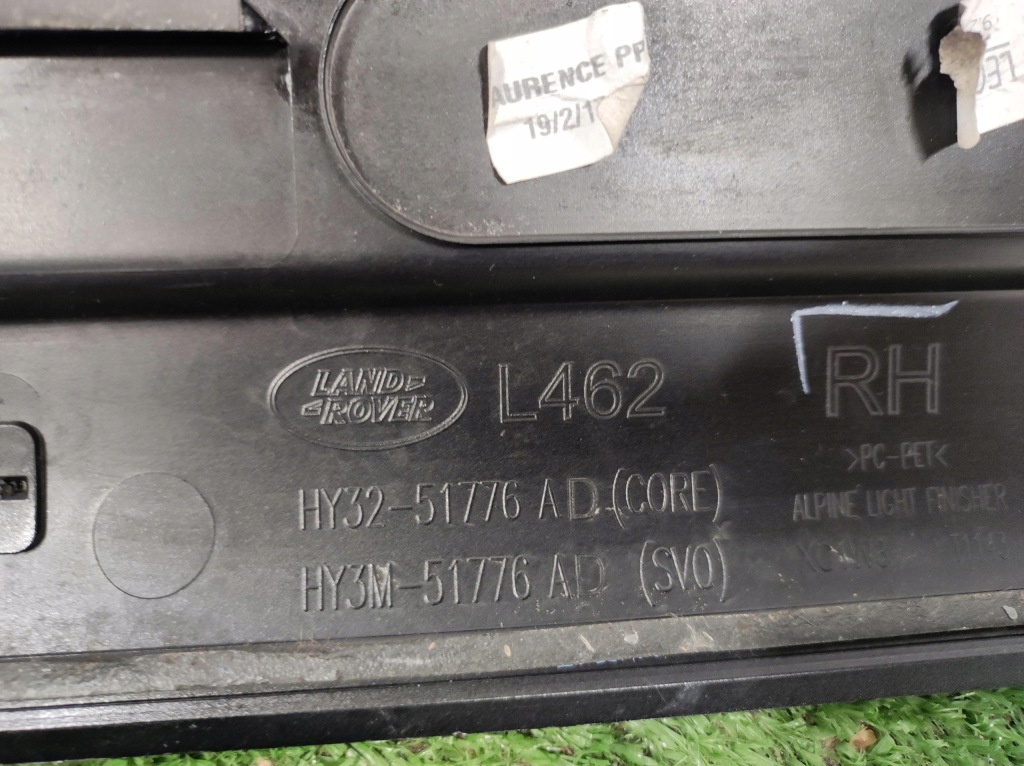 AURENCE PP
19/2/1
LAND
ROVER
L462
RH
HY32-51776 AD (CORE)
HY3M-51776 AD (SVO)
>PC-PET<
ALPINE LIGHT FINISHER